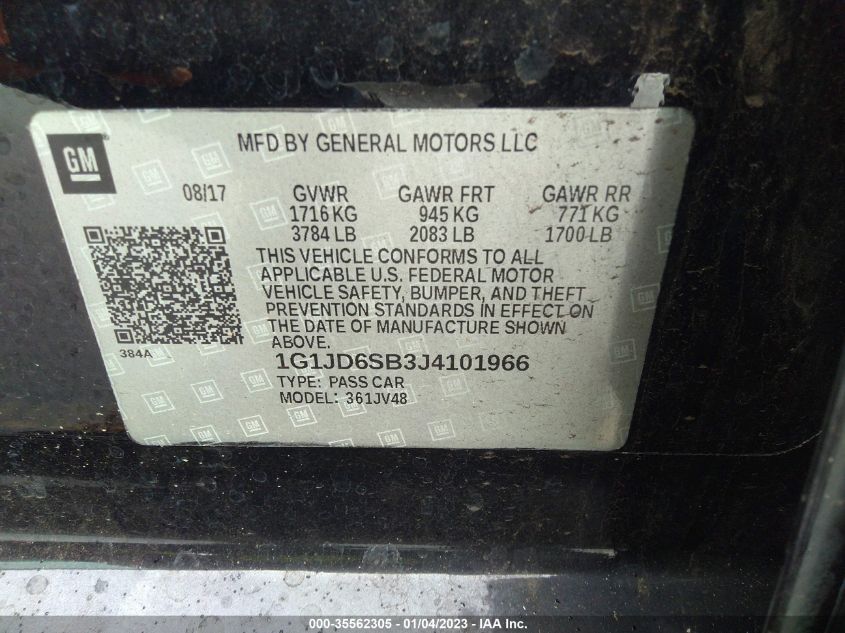 GM
MFD BY GENERAL MOTORS LLC
08/17 GVWR GAWR FRT GAWR RR
1716 KG 945 KG 771 KG
3784 LB 2083 LB 1700 LB
THIS VEHICLE CONFORMS TO ALL
APPLICABLE U.S. FEDERAL MOTOR
VEHICLE SAFETY, BUMPER, AND THEFT
PREVENTION STANDARDS IN EFFECT ON
THE DATE OF MANUFACTURE SHOWN
ABOVE.
384A
1G1JD6SB3J4101966
TYPE: PASS CAR
MODEL: 361JV48
000-35562305 - 01/04/2023 - IAA Inc.